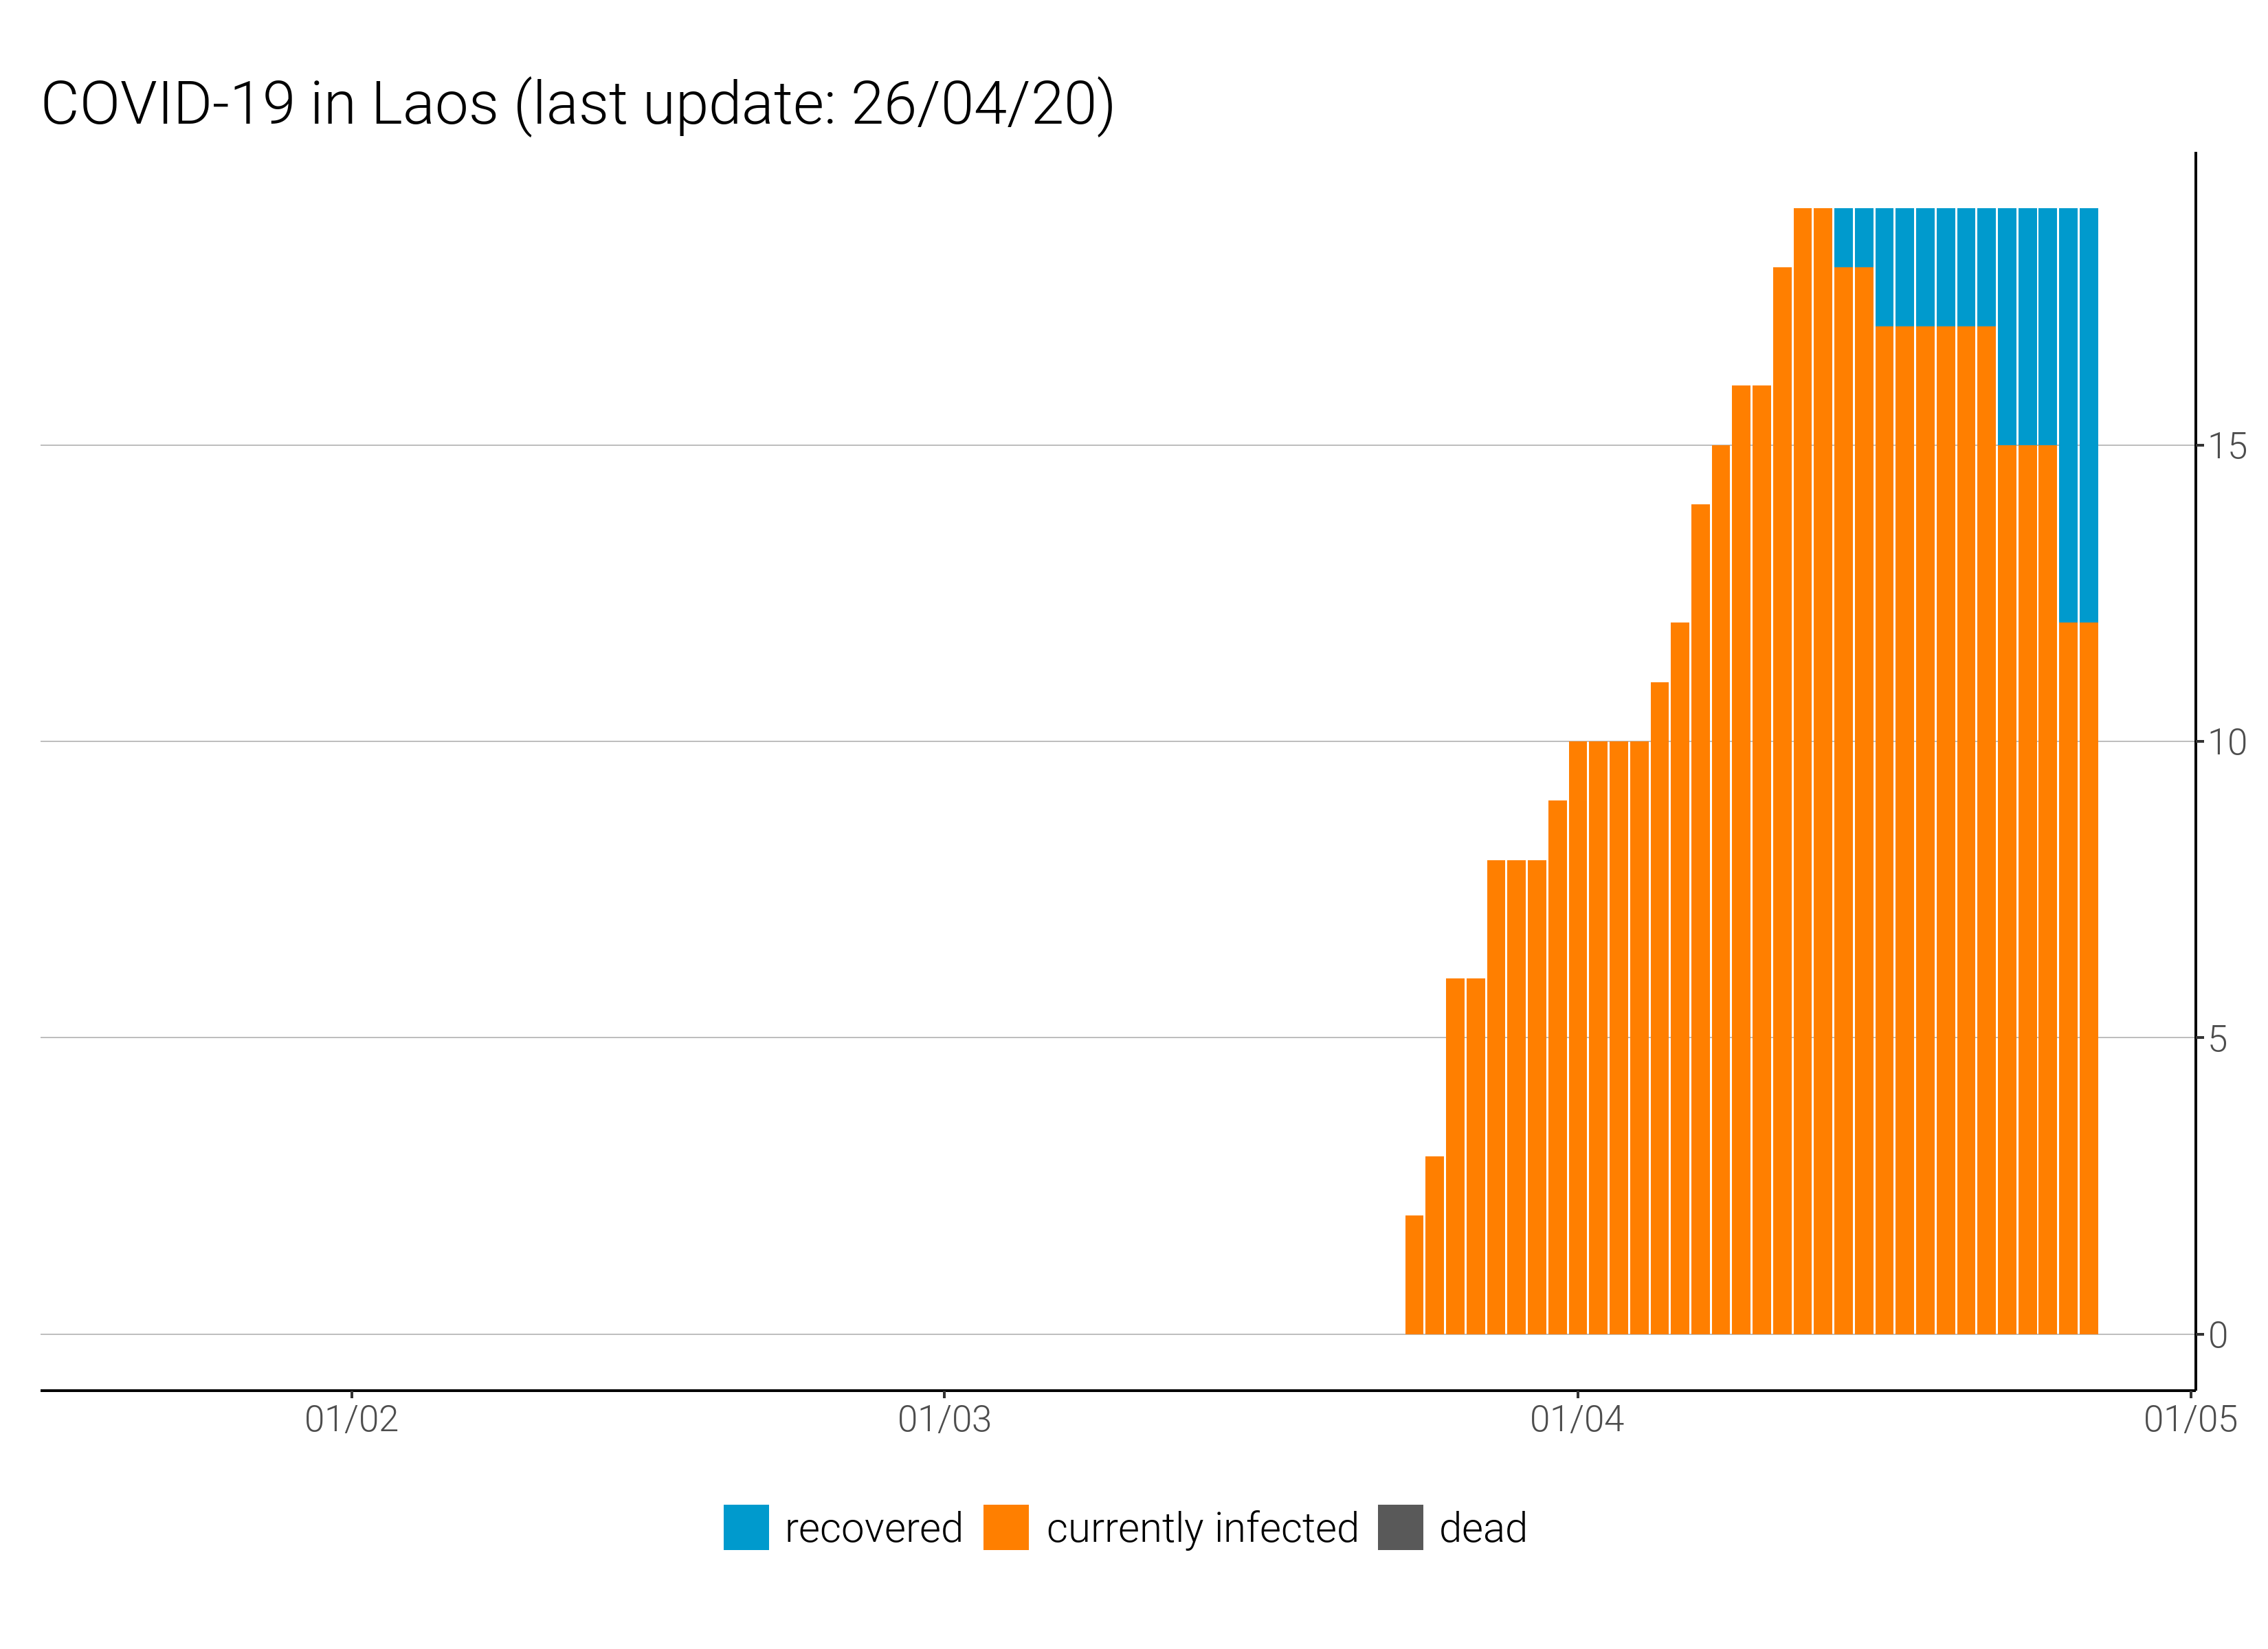 COVID-19 in Laos (last update: 26/04/20)
15
10
5
0
01/02 01/03 01/04 01/05
recovered currently infected dead